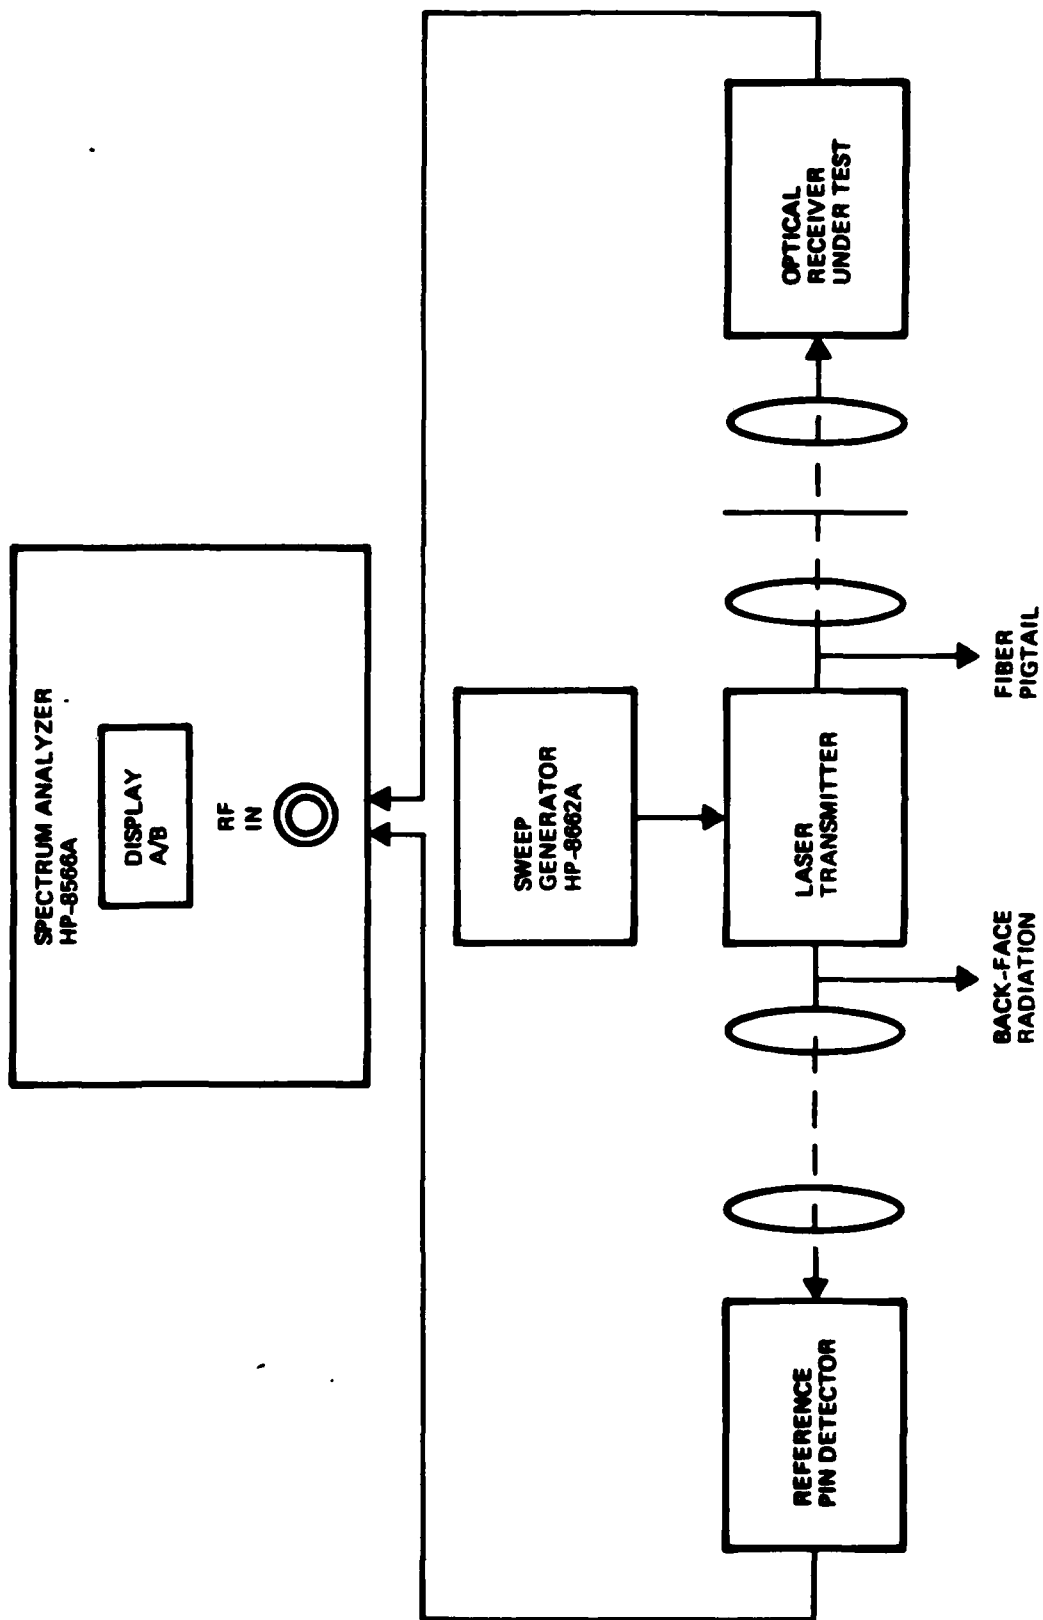 SPECTRUM ANALYZER
HP-8566A
DISPLAY
A/B
RF
IN
SWEEP
GENERATOR
HP-8662A
REFERENCE
PIN DETECTOR
LASER
TRANSMITTER
OPTICAL
RECEIVER
UNDER TEST
BACK-FACE
RADIATION
FIBER
PIGTAIL